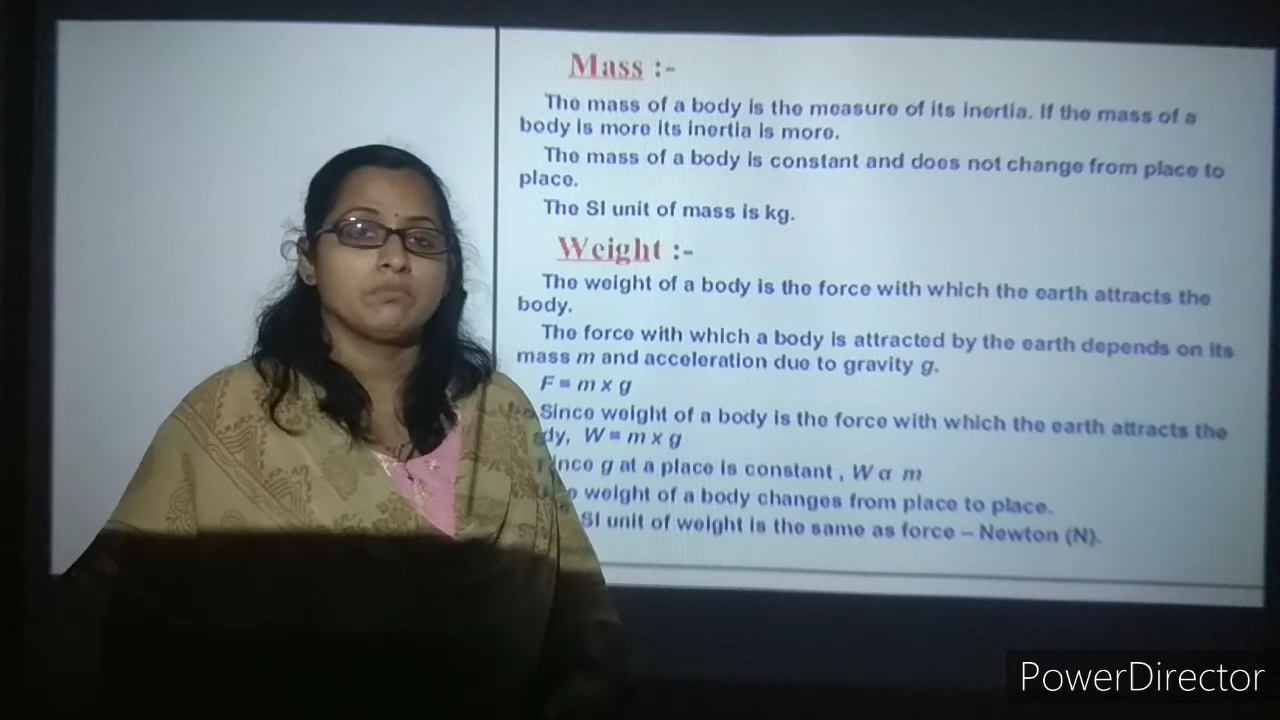 Mass :-
The mass of a body is the measure of its inertia. If the mass of a
body is more its inertia is more.
The mass of a body is constant and does not change from place to
place.
The SI unit of mass is kg.
Weight :-
The weight of a body is the force with which the earth attracts the
body.
The force with which a body is attracted by the earth depends on its
mass m and acceleration due to gravity g.
F = m x g
Since weight of a body is the force with which the earth attracts the
dy, W = m x g
ince g at a place is constant , W α m
weight of a body changes from place to place.
SI unit of weight is the same as force – Newton (N).
PowerDirector